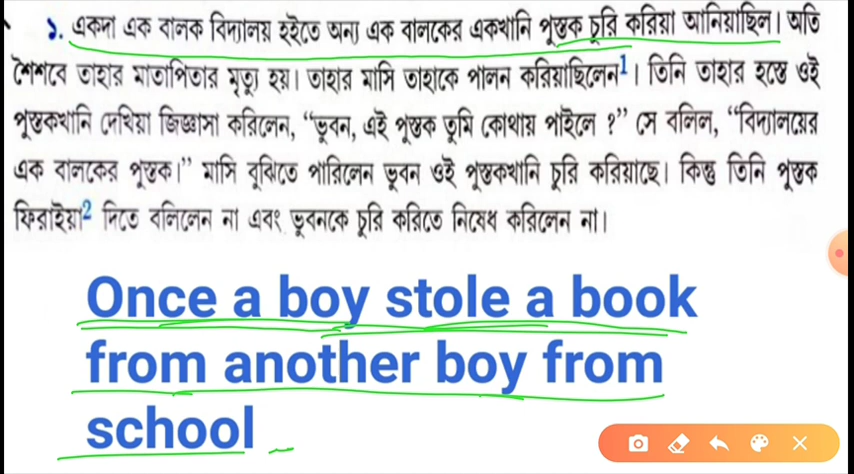 ১. একদা এক বালক বিদ্যালয় হইতে অন্য এক বালকের একখানি পুস্তক চুরি করিয়া আনিয়াছিল। অতি
শৈশবে তাহার মাতাপিতার মৃত্যু হয়। তাহার মাসি তাহাকে পালন করিয়াছিলেন1। তিনি তাহার হস্তে ওই
পুস্তকখানি দেখিয়া জিজ্ঞাসা করিলেন, “ভুবন, এই পুস্তক তুমি কোথায় পাইলে ?” সে বলিল, “বিদ্যালয়ের
এক বালকের পুস্তক।” মাসি বুঝিতে পারিলেন ভুবন ওই পুস্তকখানি চুরি করিয়াছে। কিন্তু তিনি পুস্তক
ফিরাইয়া2 দিতে বলিলেন না এবং ভুবনকে চুরি করিতে নিষেধ করিলেন না।
Once a boy stole a book
from another boy from
school